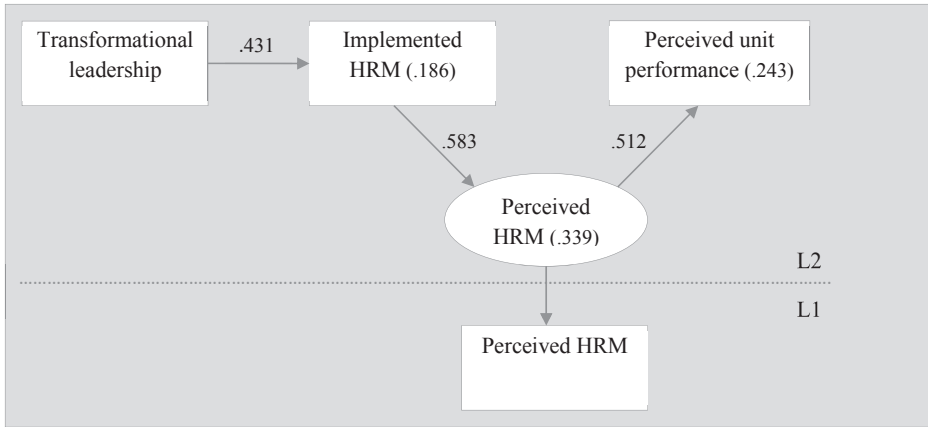 Transformational
leadership
.431
Implemented
HRM (.186)
Perceived unit
performance (.243)
.583
.512
Perceived
HRM (.339)
L2
L1
Perceived HRM